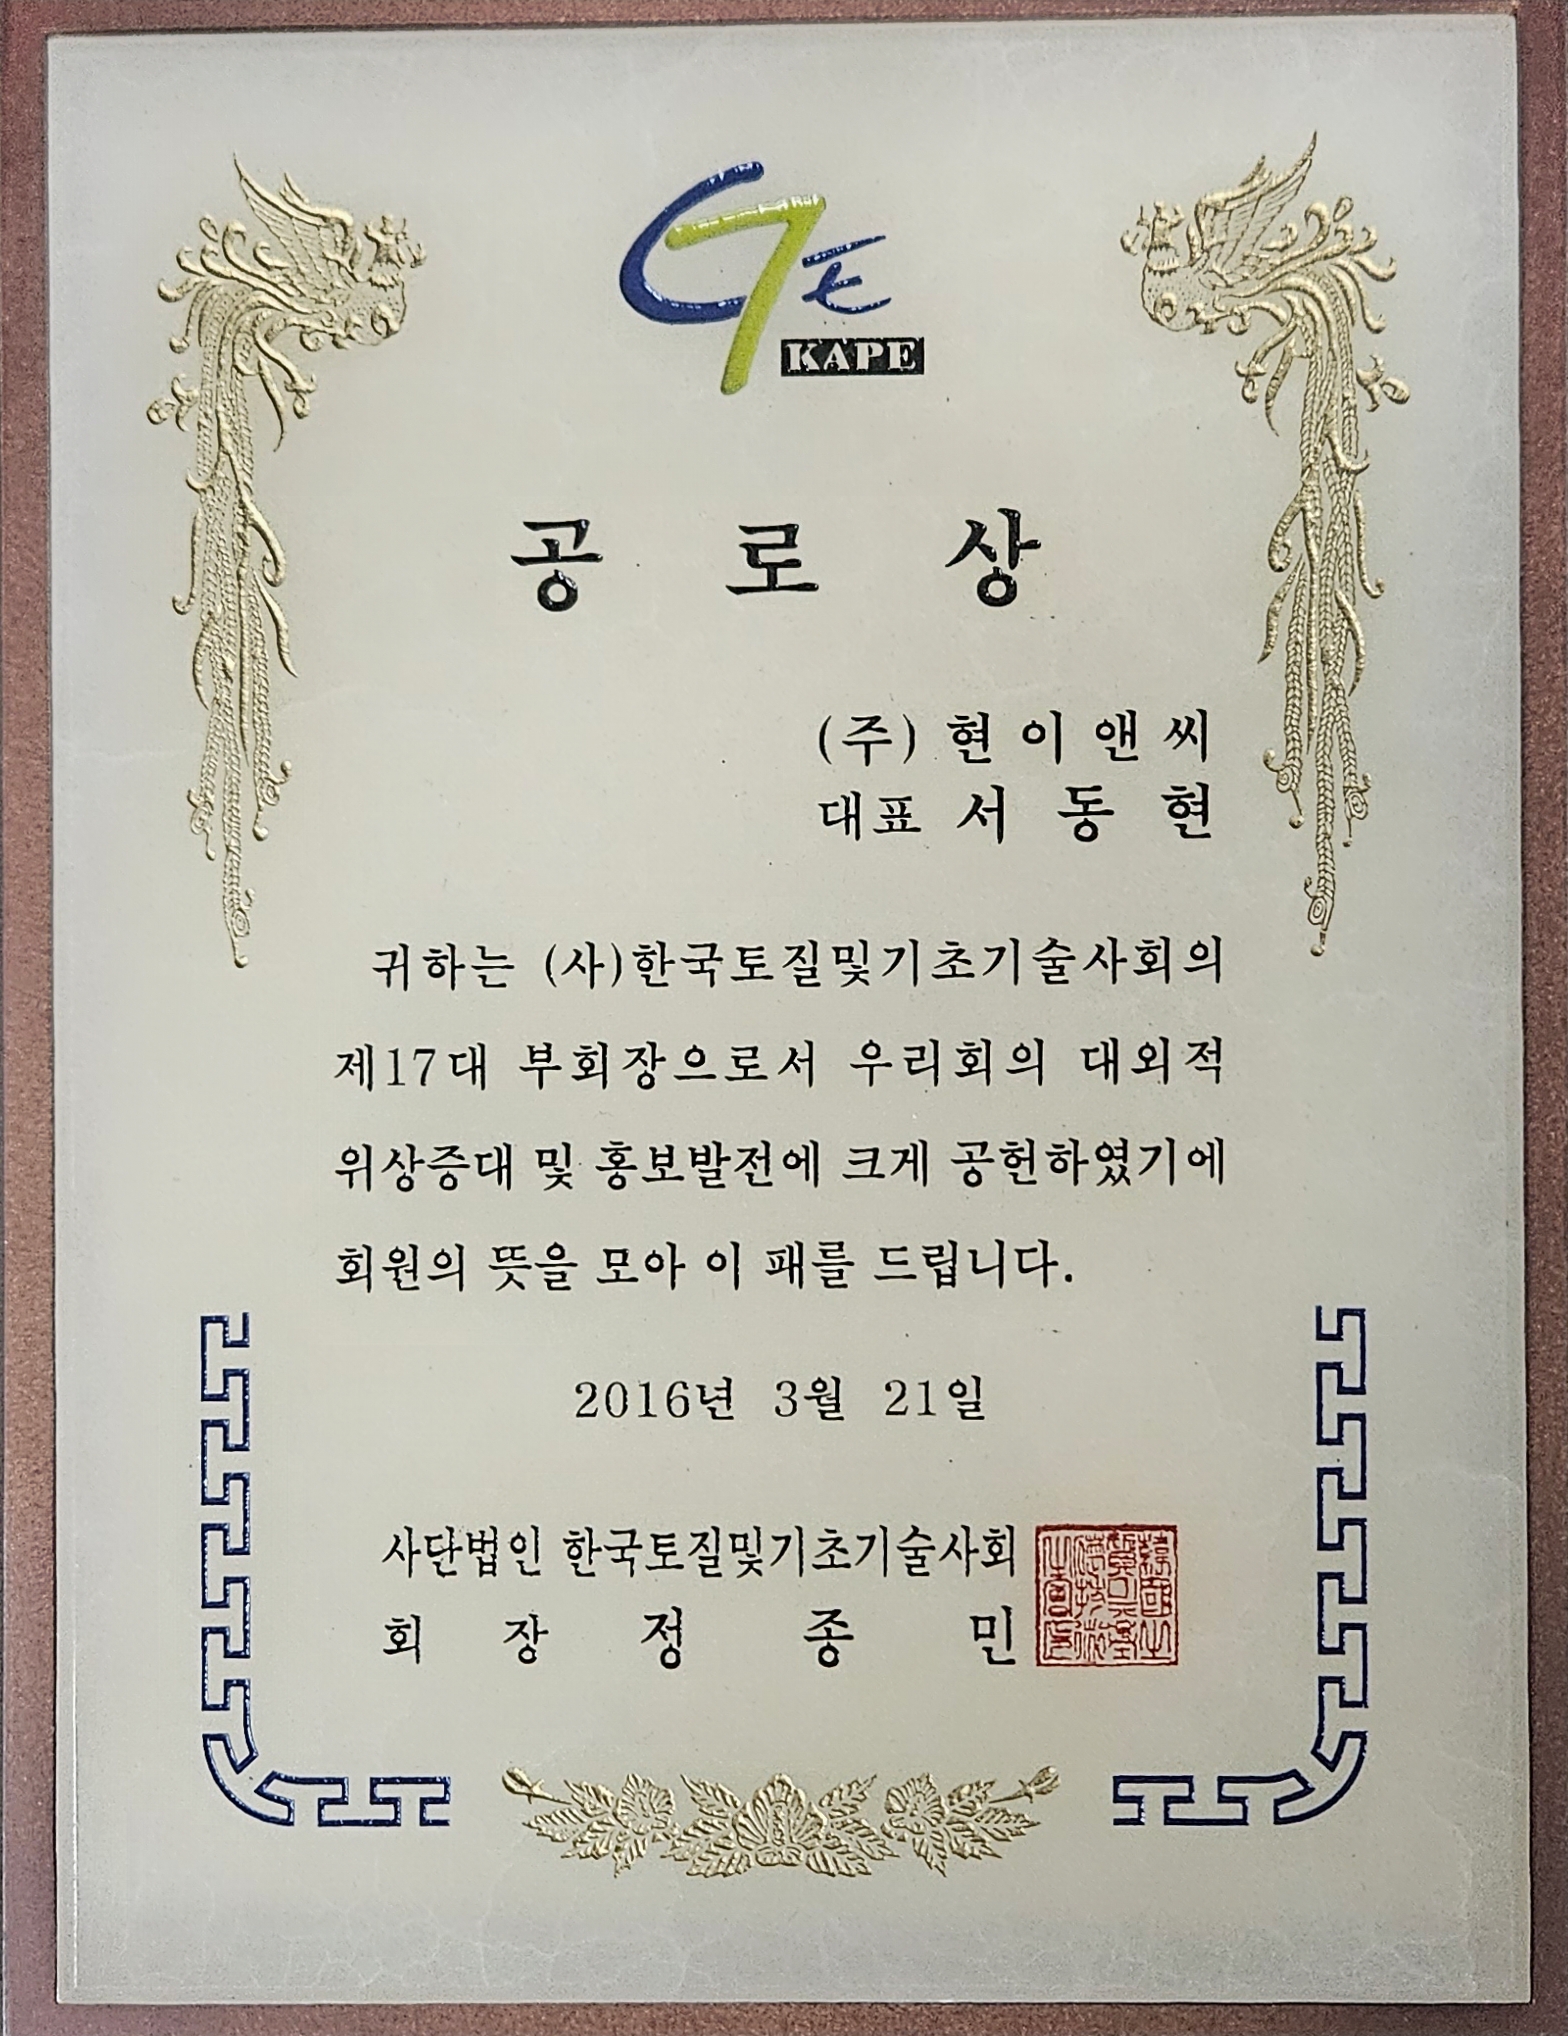 KAPE
공 로 상
(주) 현이앤씨
대표 서 동 현
귀하는 (사)한국토질및기초기술사회의
제17대 부회장으로서 우리회의 대외적
위상증대 및 홍보발전에 크게 공헌하였기에
회원의 뜻을 모아 이 패를 드립니다.
2016년 3월 21일
사단법인 한국토질및기초기술사회
회 장 정 종 민